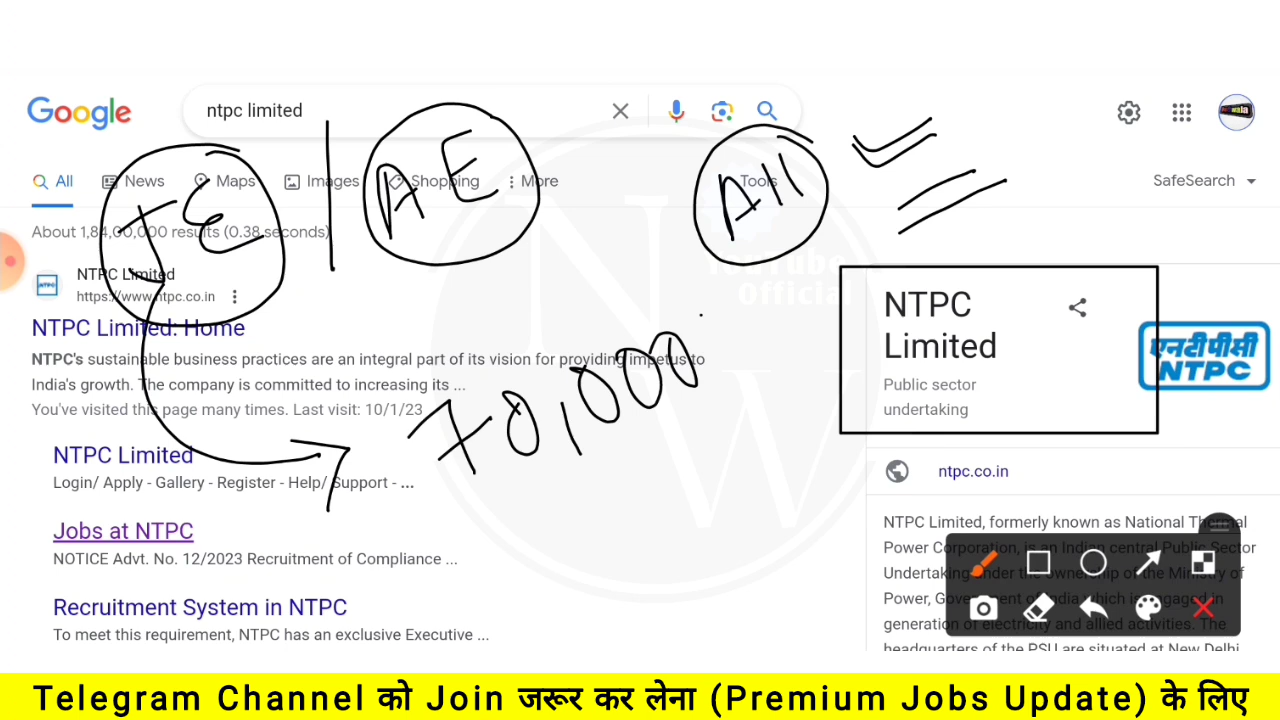 Google
ntpc limited
All News Maps Images Shopping More Tools
SafeSearch
JE AE All
About 1,84,00,000 results (0.38 seconds)
NTPC Limited
https://www.ntpc.co.in
NTPC Limited: Home
NTPC's sustainable business practices are an integral part of its vision for providing impetus to
India's growth. The company is committed to increasing its ...
You've visited this page many times. Last visit: 10/1/23
70,000
NTPC Limited
Login/ Apply - Gallery - Register - Help/ Support - ...
Jobs at NTPC
NOTICE Advt. No. 12/2023 Recruitment of Compliance ...
Recruitment System in NTPC
To meet this requirement, NTPC has an exclusive Executive ...
YouTube
Official
NW
NTPC
Limited
Public sector
undertaking
एनटीपीसी
NTPC
ntpc.co.in
NTPC Limited, formerly known as National Thermal
Power Corporation, is an Indian central Public Sector
Undertaking under the ownership of the Ministry of
Power, Government of India which is engaged in
generation of electricity and allied activities. The
headquarters of the PSU are situated at New Delhi.
Telegram Channel को Join जरूर कर लेना (Premium Jobs Update) के लिए